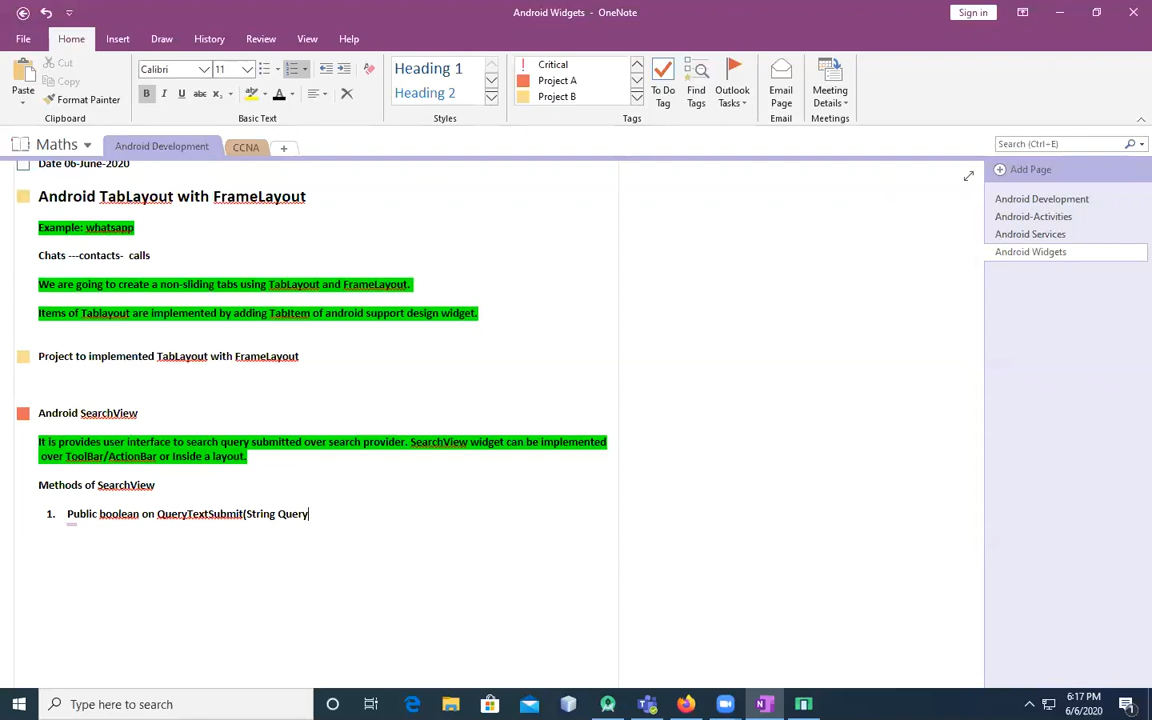 Android Widgets - OneNote
Sign in
File Home Insert Draw History Review View Help
Paste
Cut
Copy
Format Painter
Clipboard
Calibri 11
B I U abc x₂ A
Basic Text
Heading 1
Heading 2
Styles
! Critical
Project A
Project B
Tags
To Do Tag
Find Tags
Outlook Tasks
Email Page
Email
Meeting Details
Meetings
Maths
Android Development
CCNA
Search (Ctrl+E)
Date 06-June-2020
Android TabLayout with FrameLayout
Example: whatsapp
Chats ---contacts- calls
We are going to create a non-sliding tabs using TabLayout and FrameLayout.
Items of Tablayout are implemented by adding TabItem of android support design widget.
Project to implemented TabLayout with FrameLayout
Android SearchView
It is provides user interface to search query submitted over search provider. SearchView widget can be implemented
over ToolBar/ActionBar or Inside a layout.
Methods of SearchView
1. Public boolean on QueryTextSubmit(String Query
Add Page
Android Development
Android-Activities
Android Services
Android Widgets
Type here to search
6:17 PM
6/6/2020
1